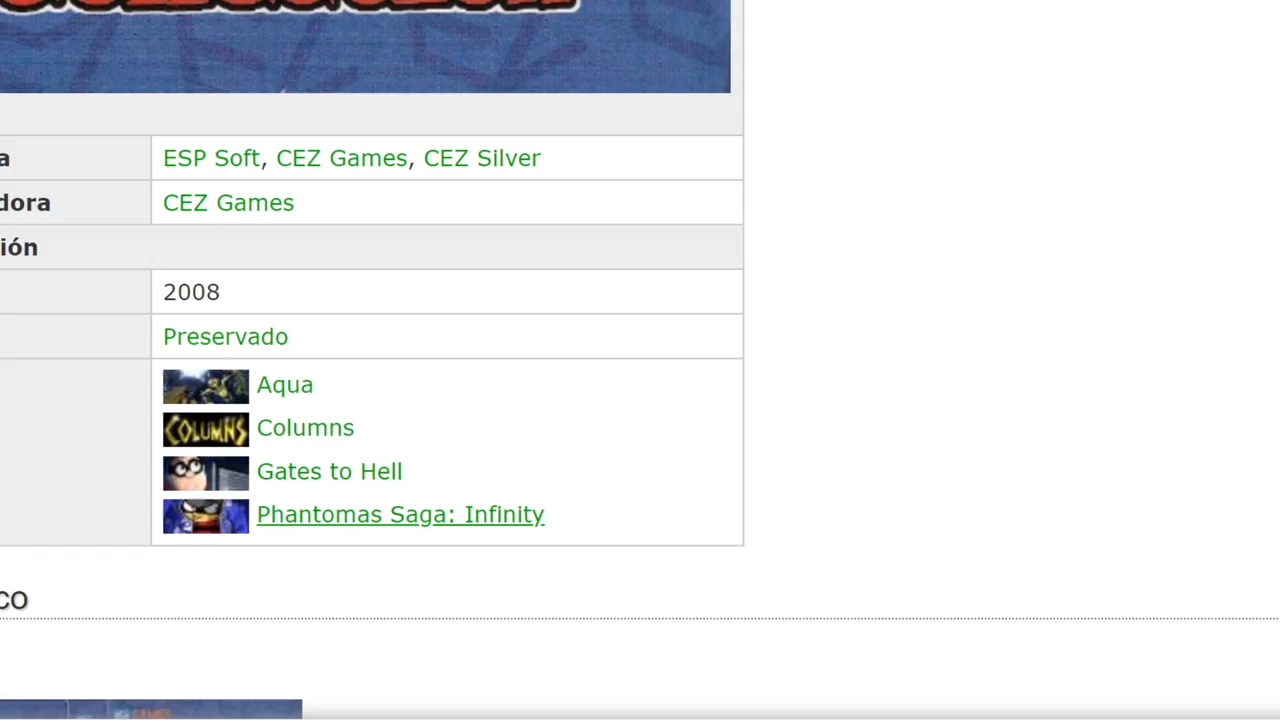 a
ESP Soft, CEZ Games, CEZ Silver
dora
CEZ Games
ión
2008
Preservado
Aqua
COLUMNS Columns
Gates to Hell
Phantomas Saga: Infinity
co